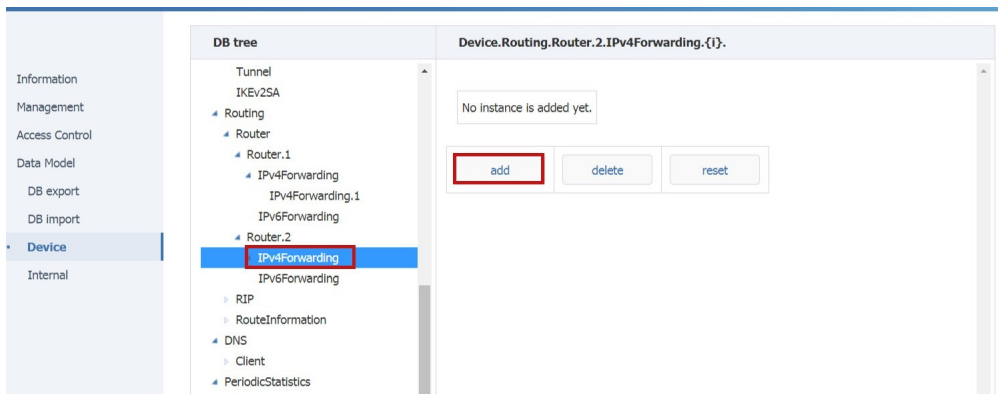 Information
Management
Access Control
Data Model
DB export
DB import
Device
Internal
DB tree
Tunnel
IKEv2SA
Routing
Router
Router.1
IPv4Forwarding
IPv4Forwarding.1
IPv6Forwarding
Router.2
IPv4Forwarding
IPv6Forwarding
RIP
RouteInformation
DNS
Client
PeriodicStatistics
Device.Routing.Router.2.IPv4Forwarding.{i}.
No instance is added yet.
add delete reset